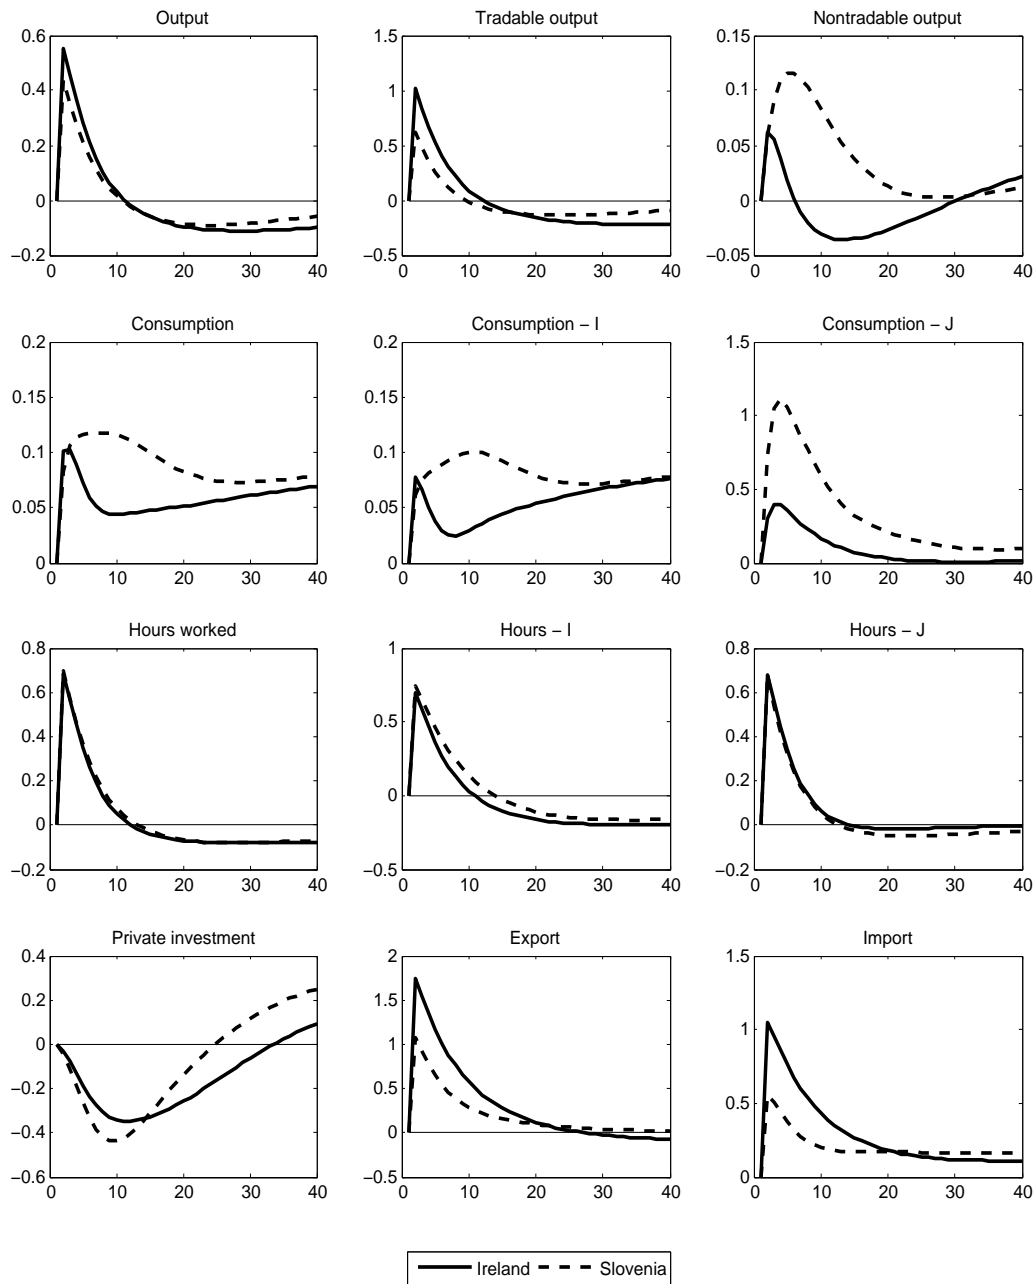 Output
0.6
0.4
0.2
0
−0.2
0 10 20 30 40
Tradable output
1.5
1
0.5
0
−0.5
0 10 20 30 40
Nontradable output
0.15
0.1
0.05
0
−0.05
0 10 20 30 40
Consumption
0.2
0.15
0.1
0.05
0
0 10 20 30 40
Consumption − I
0.2
0.15
0.1
0.05
0
0 10 20 30 40
Consumption − J
1.5
1
0.5
0
0 10 20 30 40
Hours worked
0.8
0.6
0.4
0.2
0
−0.2
0 10 20 30 40
Hours − I
1
0.5
0
−0.5
0 10 20 30 40
Hours − J
0.8
0.6
0.4
0.2
0
−0.2
0 10 20 30 40
Private investment
0.4
0.2
0
−0.2
−0.4
−0.6
0 10 20 30 40
Export
2
1.5
1
0.5
0
−0.5
0 10 20 30 40
Import
1.5
1
0.5
0
0 10 20 30 40
Ireland Slovenia